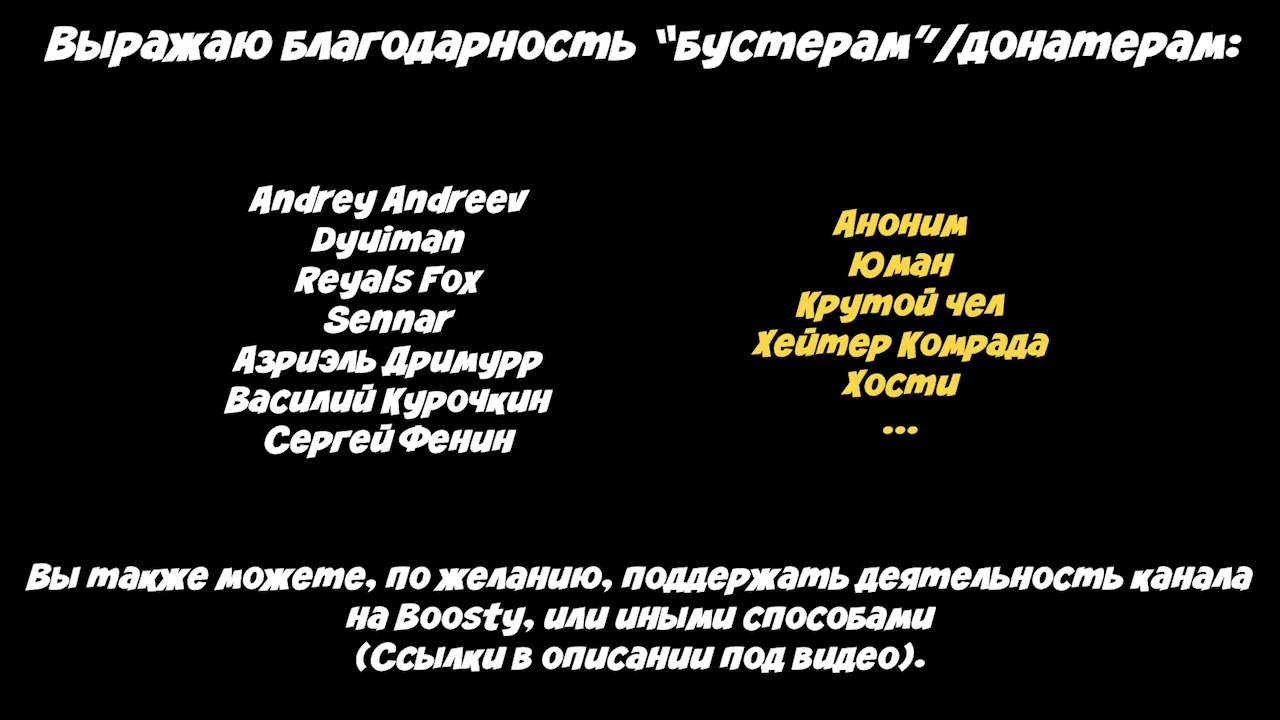 Выражаю благодарность “бустерам”/донатерам:
Andrey Andreev
Dyuiman
Reyals Fox
Sennar
Азриэль Дримурр
Василий Курочкин
Сергей Фенин
Аноним
Юман
Крутой чел
Хейтер Комрада
Хости
...
Вы также можете, по желанию, поддержать деятельность канала
на Boosty, или иными способами
(Ссылки в описании под видео).